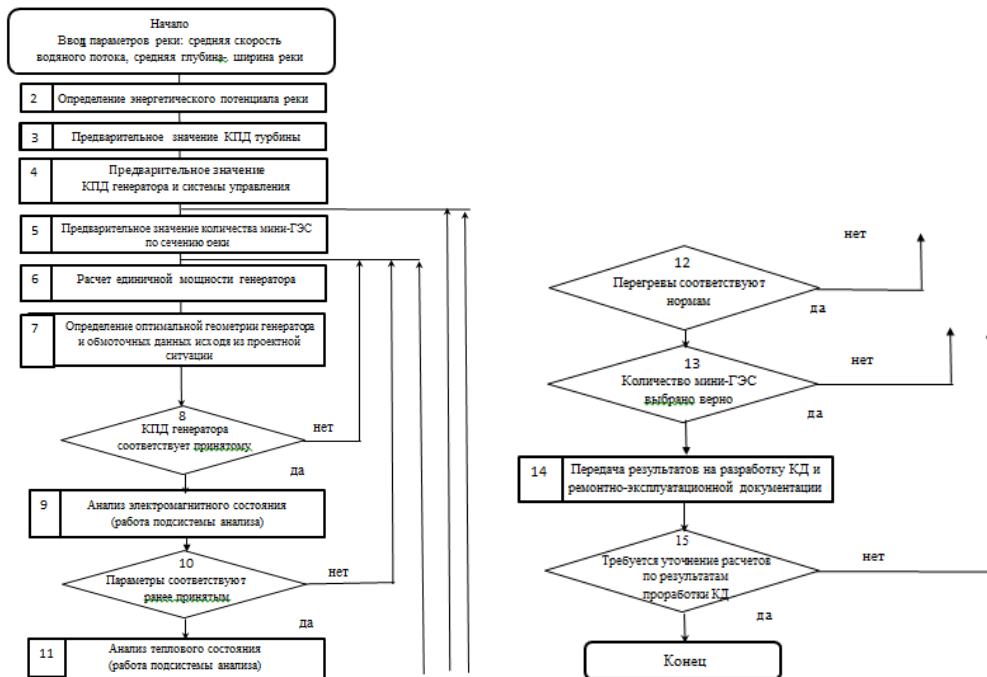 Начало
Ввод параметров реки: средняя скорость
водяного потока, средняя глубина, ширина реки
2 Определение энергетического потенциала реки
3 Предварительное значение КПД турбины
4 Предварительное значение
КПД генератора и системы управления
5 Предварительное значение количества мини-ГЭС
по сечению реки
6 Расчет единичной мощности генератора
7 Определение оптимальной геометрии генератора
и обмоточных данных исходя из проектной
ситуации
8
КПД генератора
соответствует принятому
нет
да
9 Анализ электромагнитного состояния
(работа подсистемы анализа)
10
Параметры соответствуют
ранее принятым
нет
да
11 Анализ теплового состояния
(работа подсистемы анализа)
12
Перегревы соответствуют
нормам
нет
да
13
Количество мини-ГЭС
выбрано верно
нет
да
14 Передача результатов на разработку КД и
ремонтно-эксплуатационной документации
15
Требуется уточнение расчетов
по результатам
проработки КД
нет
да
Конец